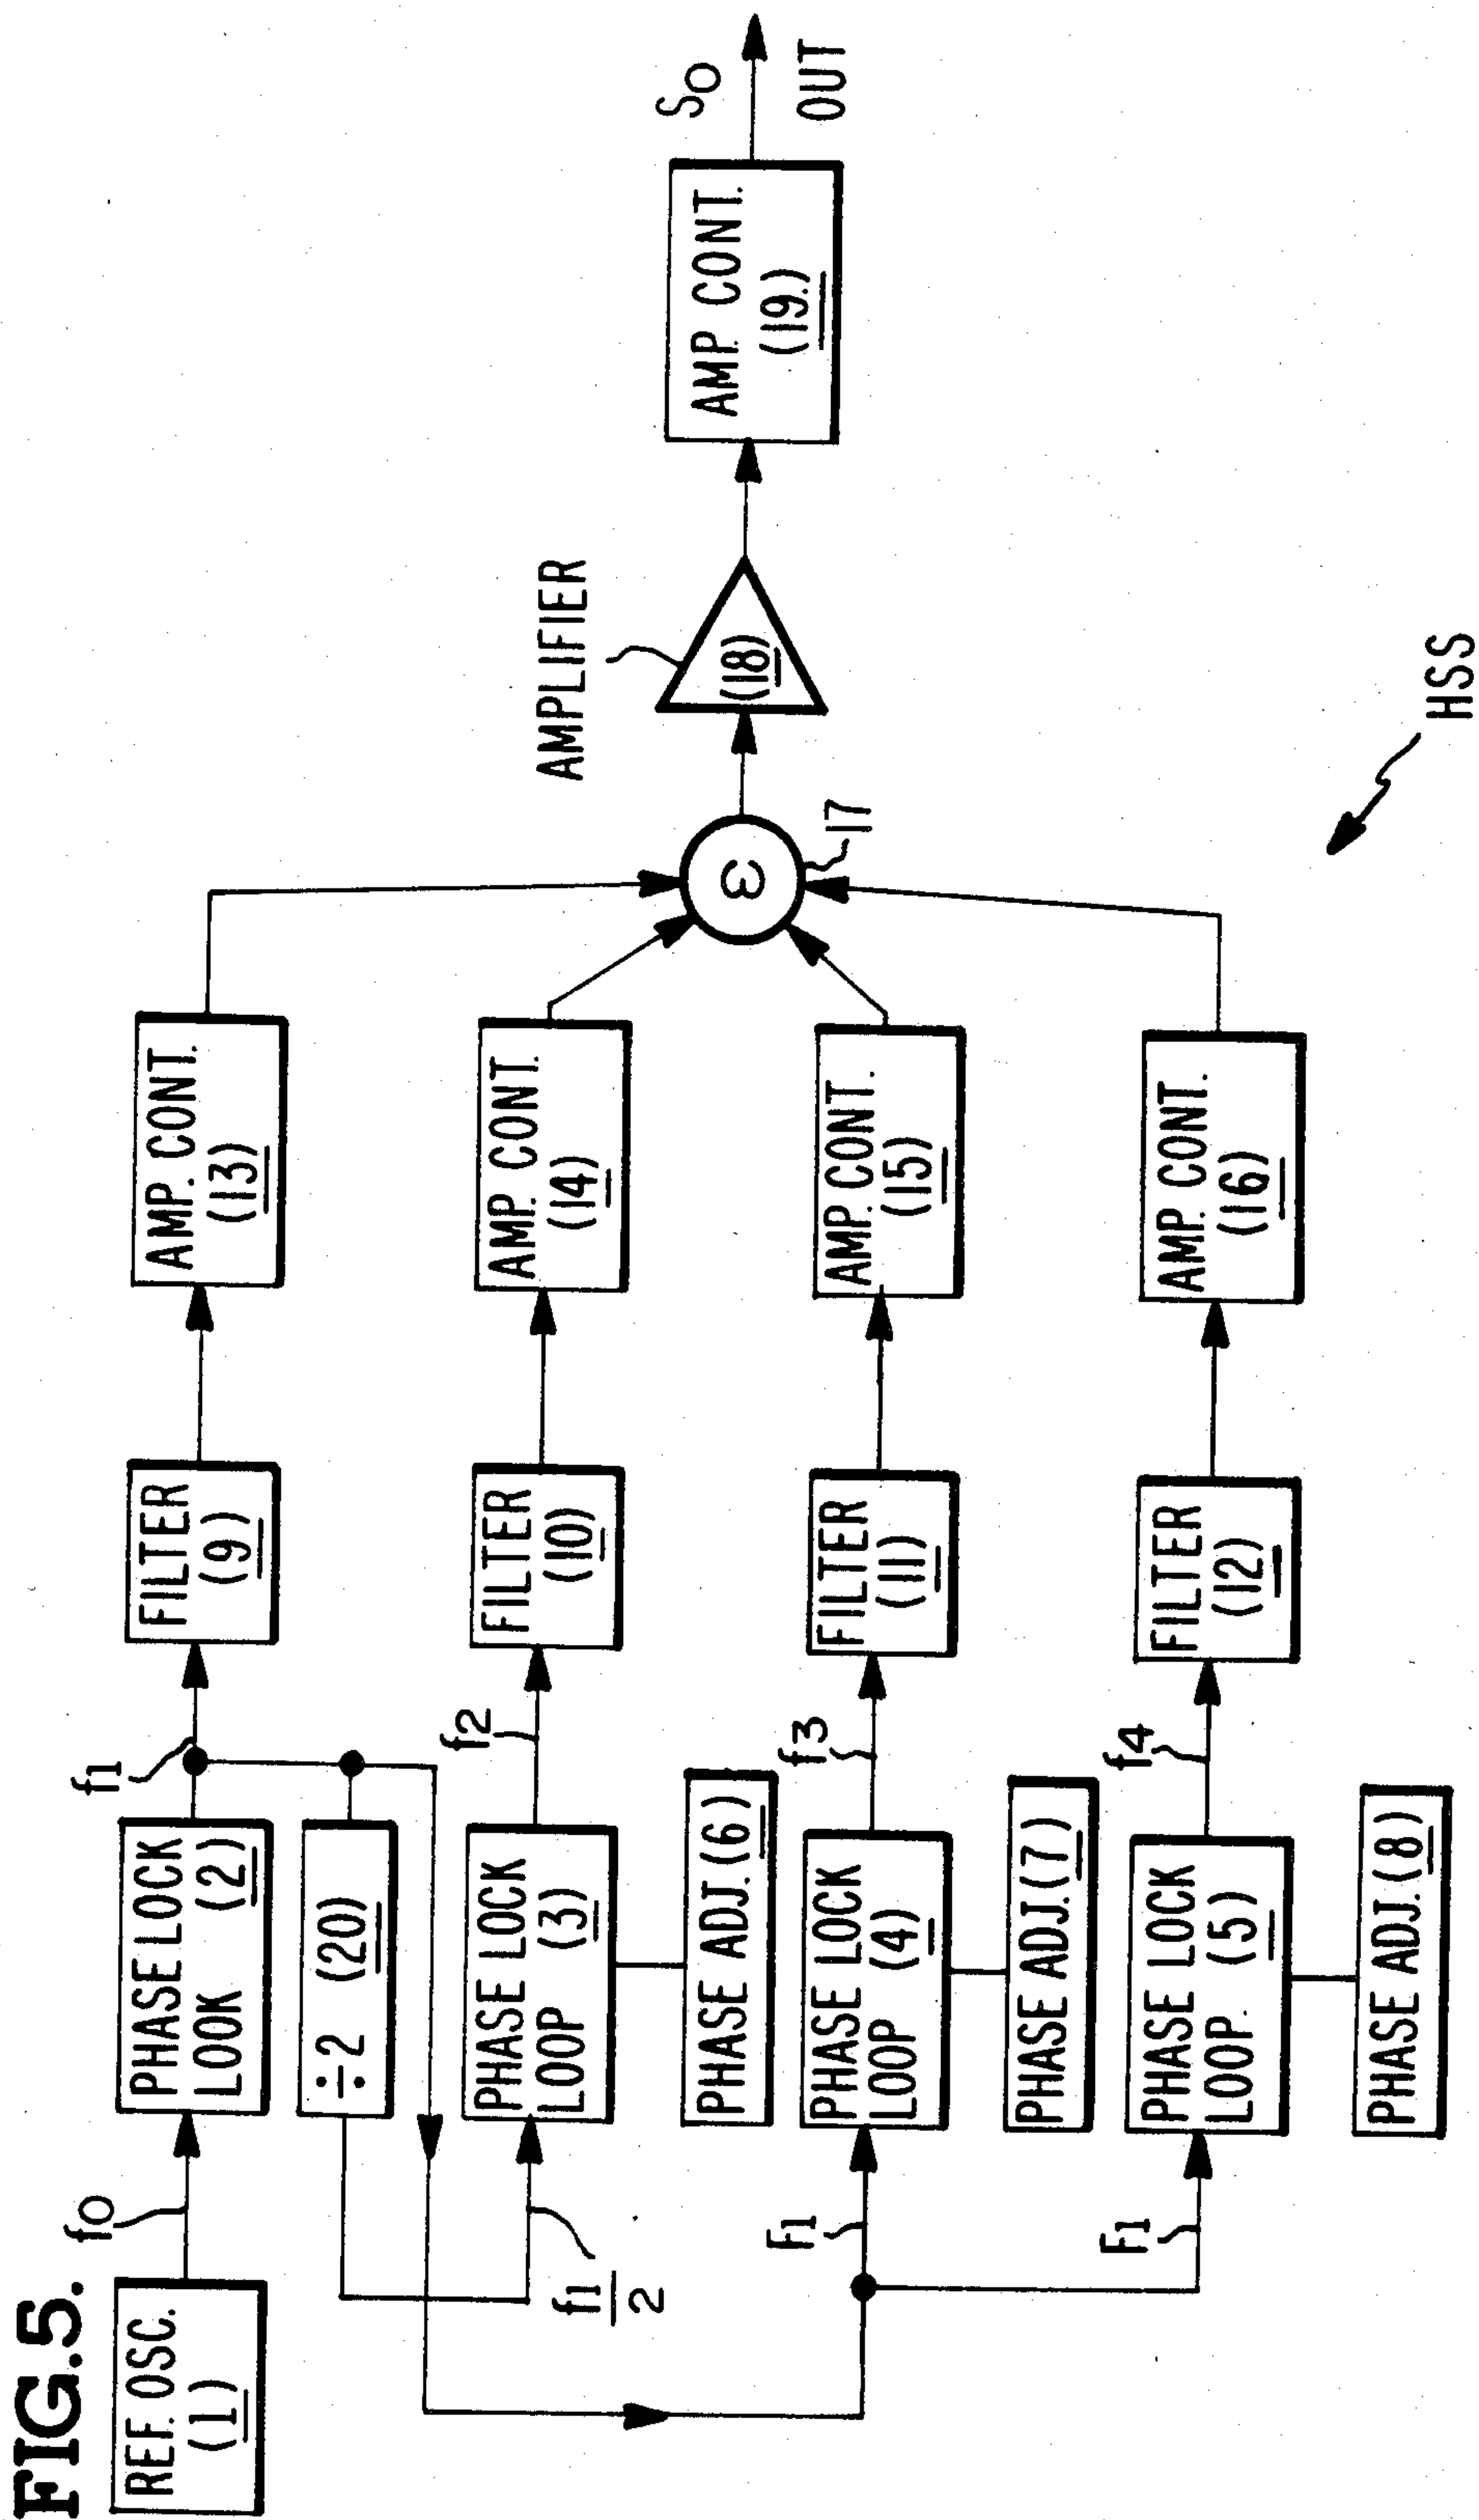 FIG.5.
REF. OSC.
(1)
f0
PHASE LOCK
LOOK (2)
f1
FILTER
(9)
AMP. CONT.
(13)
÷2 (20)
f1
2
PHASE LOCK
LOOP (3)
f2
FILTER
(10)
AMP. CONT.
(14)
PHASE ADJ. (6)
F1
PHASE LOCK
LOOP (4)
f3
FILTER
(11)
AMP. CONT.
(15)
PHASE ADJ. (7)
F1
PHASE LOCK
LOOP. (5)
f4
FILTER
(12)
AMP. CONT.
(16)
PHASE ADJ. (8)
ε
17
AMPLIFIER
(18)
AMP. CONT.
(19.)
So
OUT
HSS